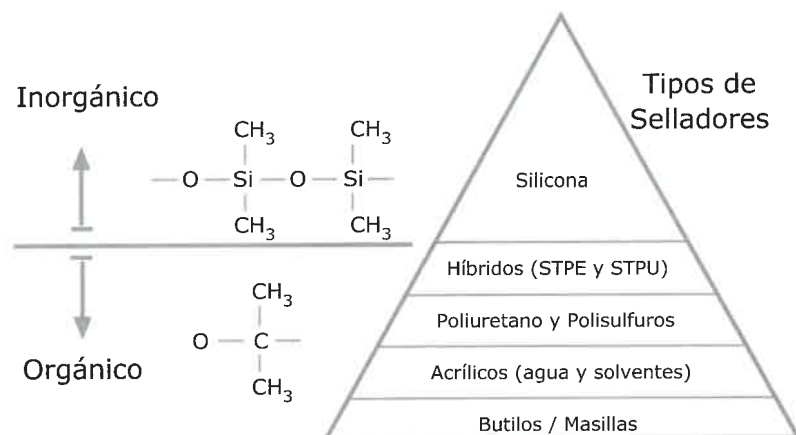 Inorgánico
Tipos de
Selladores
CH3 CH3
— O — Si — O — Si —
CH3 CH3
Silicona
Híbridos (STPE y STPU)
CH3
O — C —
CH3
Poliuretano y Polisulfuros
Orgánico
Acrílicos (agua y solventes)
Butilos / Masillas